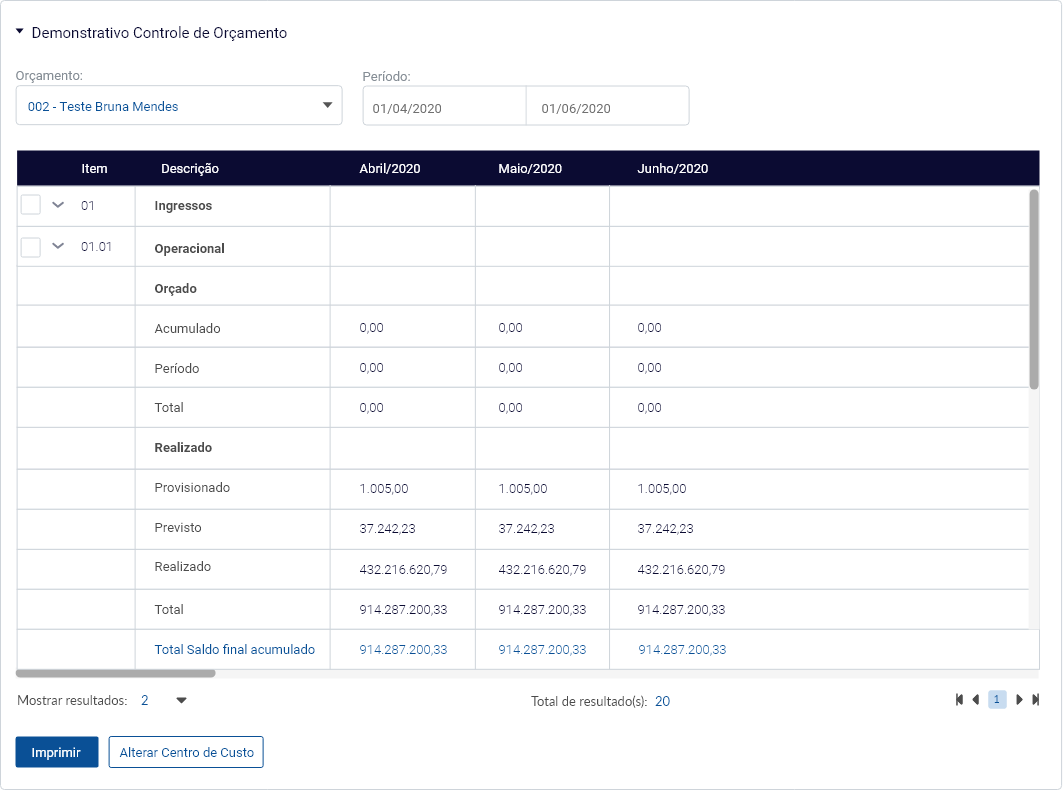 Demonstrativo Controle de Orçamento
Orçamento: Período:
002 - Teste Bruna Mendes 01/04/2020 01/06/2020
Item Descrição Abril/2020 Maio/2020 Junho/2020
01 Ingressos
01.01 Operacional
Orçado
Acumulado 0,00 0,00 0,00
Período 0,00 0,00 0,00
Total 0,00 0,00 0,00
Realizado
Provisionado 1.005,00 1.005,00 1.005,00
Previsto 37.242,23 37.242,23 37.242,23
Realizado 432.216.620,79 432.216.620,79 432.216.620,79
Total 914.287.200,33 914.287.200,33 914.287.200,33
Total Saldo final acumulado 914.287.200,33 914.287.200,33 914.287.200,33
Mostrar resultados: 2 Total de resultado(s): 20 1
Imprimir Alterar Centro de Custo